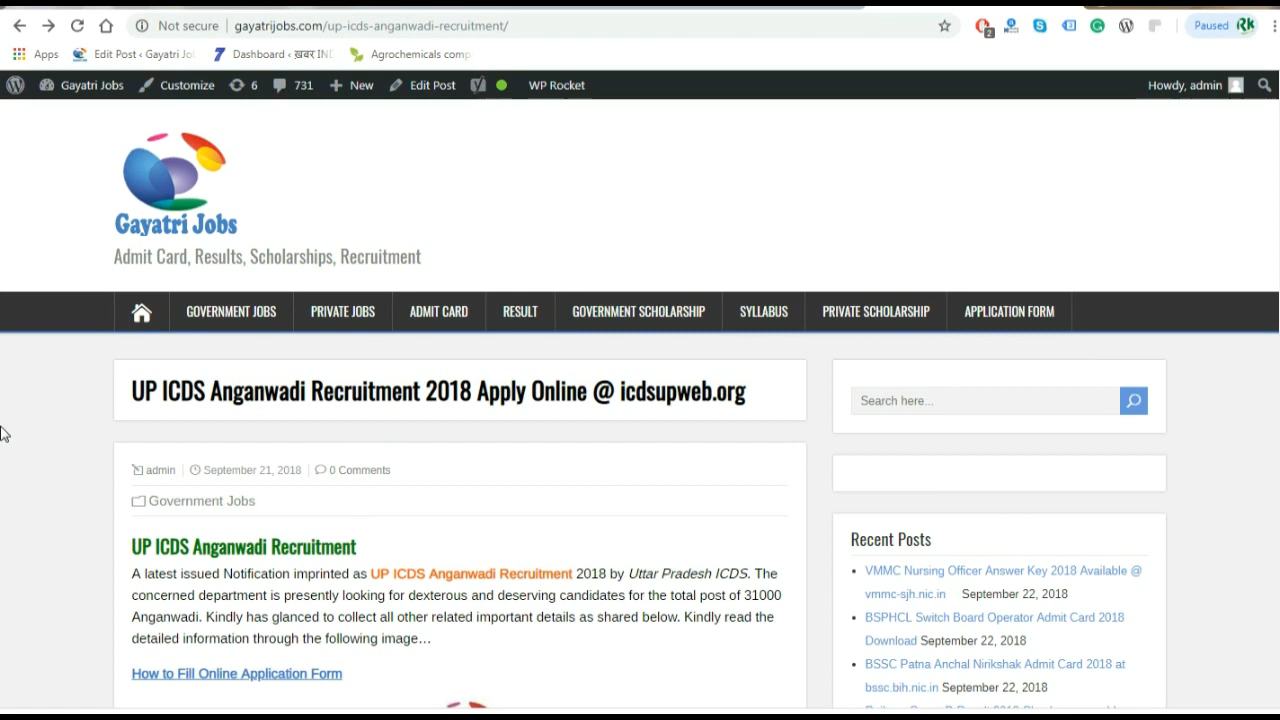 Not secure | gayatrijobs.com/up-icds-anganwadi-recruitment/
2
Paused
Apps
Edit Post ‹ Gayatri Jo
Dashboard ‹ ख़बर IND
Agrochemicals comp
Gayatri Jobs
Customize
6
731
New
Edit Post
WP Rocket
Howdy, admin
Gayatri Jobs
Admit Card, Results, Scholarships, Recruitment
GOVERNMENT JOBS
PRIVATE JOBS
ADMIT CARD
RESULT
GOVERNMENT SCHOLARSHIP
SYLLABUS
PRIVATE SCHOLARSHIP
APPLICATION FORM
UP ICDS Anganwadi Recruitment 2018 Apply Online @ icdsupweb.org
admin
September 21, 2018
0 Comments
Government Jobs
UP ICDS Anganwadi Recruitment
A latest issued Notification imprinted as UP ICDS Anganwadi Recruitment 2018 by Uttar Pradesh ICDS. The
concerned department is presently looking for dexterous and deserving candidates for the total post of 31000
Anganwadi. Kindly has glanced to collect all other related important details as shared below. Kindly read the
detailed information through the following image…
How to Fill Online Application Form
Search here...
Recent Posts
VMMC Nursing Officer Answer Key 2018 Available @
vmmc-sjh.nic.in September 22, 2018
BSPHCL Switch Board Operator Admit Card 2018
Download September 22, 2018
BSSC Patna Anchal Nirikshak Admit Card 2018 at
bssc.bih.nic.in September 22, 2018